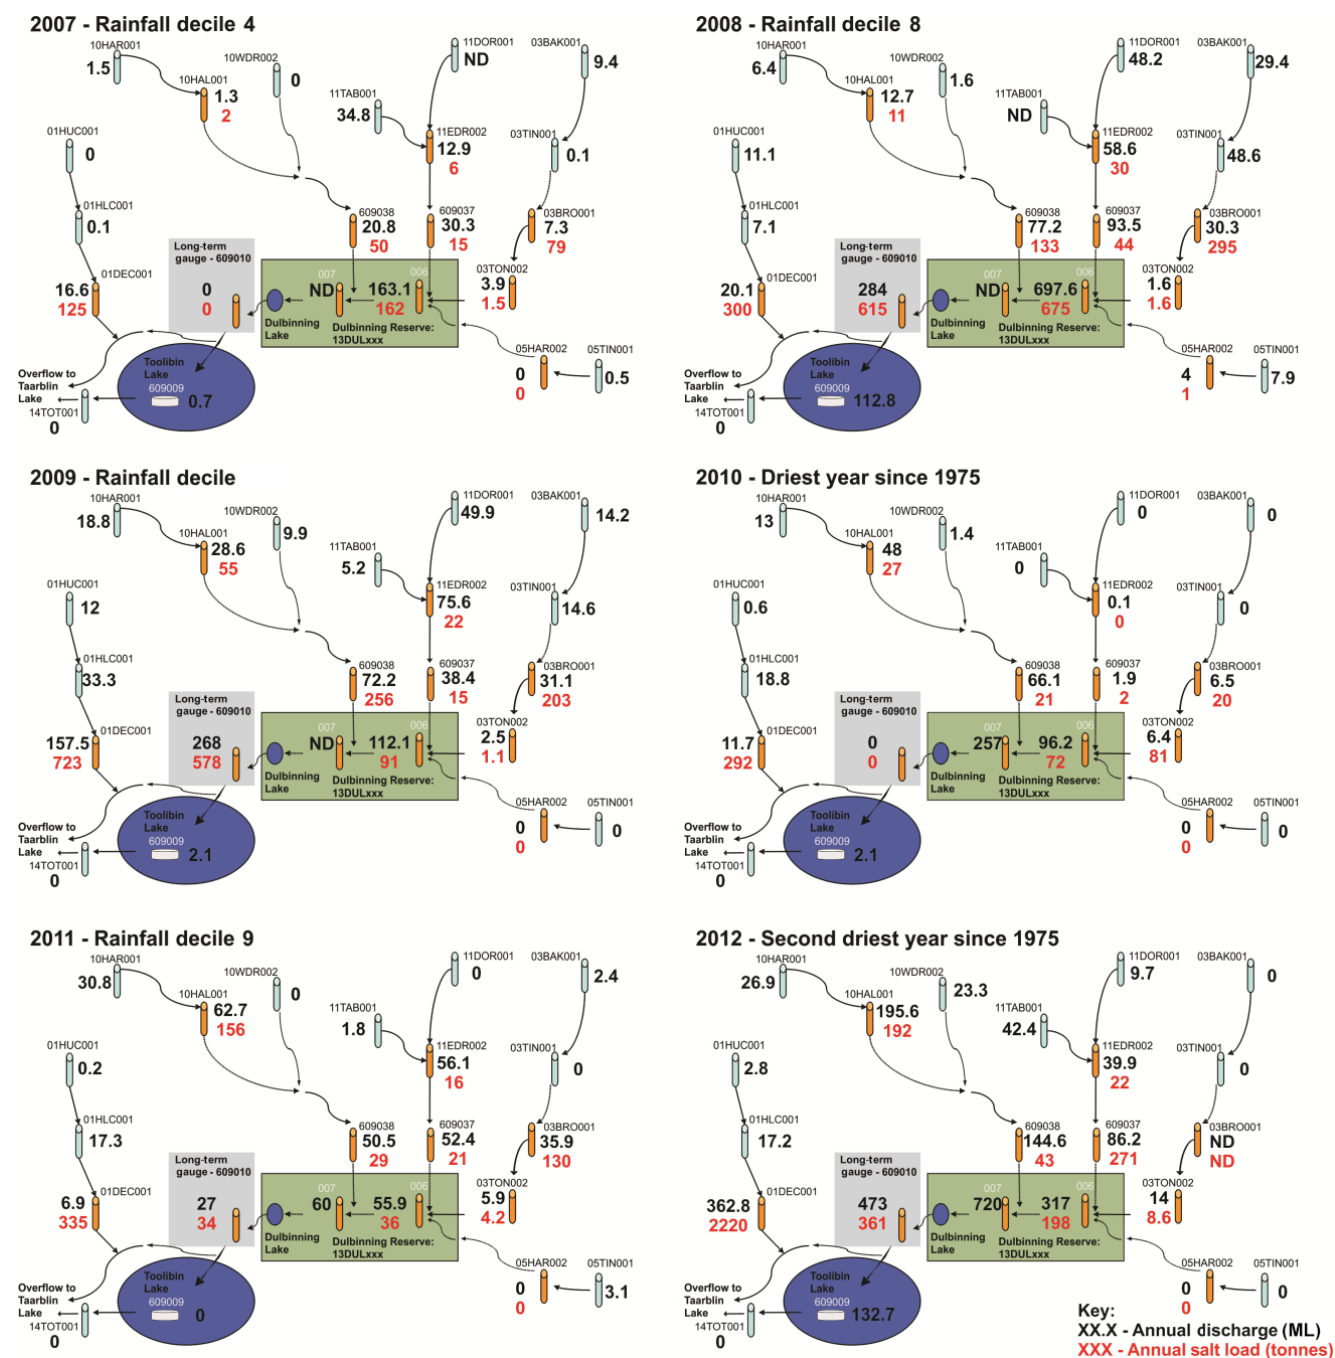 2007 - Rainfall decile 4
10HAR001
1.5
10HAL001
1.3
2
10WDR002
0
11DOR001
ND
03BAK001
9.4
11TAB001
34.8
11EDR002
12.9
6
03TIN001
0.1
01HUC001
0
01HLC001
0.1
609038
20.8
50
609037
30.3
15
03BRO001
7.3
79
Long-term
gauge - 609010
0
0
01DEC001
16.6
125
007
ND
006
163.1
162
03TON002
3.9
1.5
Dulbinning
Lake
Dulbinning Reserve:
13DULxxx
05HAR002
0
0
05TIN001
0.5
Toolibin
Lake
609009
0.7
Overflow to
Taarblin
Lake
14TOT001
0
2008 - Rainfall decile 8
10HAR001
6.4
10HAL001
12.7
11
10WDR002
1.6
11DOR001
48.2
03BAK001
29.4
11TAB001
ND
11EDR002
58.6
30
03TIN001
48.6
01HUC001
11.1
01HLC001
7.1
609038
77.2
133
609037
93.5
44
03BRO001
30.3
295
Long-term
gauge - 609010
284
615
01DEC001
20.1
300
007
ND
006
697.6
675
03TON002
1.6
1.6
Dulbinning
Lake
Dulbinning Reserve:
13DULxxx
05HAR002
4
1
05TIN001
7.9
Toolibin
Lake
609009
112.8
Overflow to
Taarblin
Lake
14TOT001
0
2009 - Rainfall decile
10HAR001
18.8
10HAL001
28.6
55
10WDR002
9.9
11DOR001
49.9
03BAK001
14.2
11TAB001
5.2
11EDR002
75.6
22
03TIN001
14.6
01HUC001
12
01HLC001
33.3
609038
72.2
256
609037
38.4
15
03BRO001
31.1
203
Long-term
gauge - 609010
268
578
01DEC001
157.5
723
007
ND
006
112.1
91
03TON002
2.5
1.1
Dulbinning
Lake
Dulbinning Reserve:
13DULxxx
05HAR002
0
0
05TIN001
0
Toolibin
Lake
609009
2.1
Overflow to
Taarblin
Lake
14TOT001
0
2010 - Driest year since 1975
10HAR001
13
10HAL001
48
27
10WDR002
1.4
11DOR001
0
03BAK001
0
11TAB001
0
11EDR002
0.1
0
03TIN001
0
01HUC001
0.6
01HLC001
18.8
609038
66.1
21
609037
1.9
2
03BRO001
6.5
20
Long-term
gauge - 609010
0
0
01DEC001
11.7
292
007
257
006
96.2
72
03TON002
6.4
81
Dulbinning
Lake
Dulbinning Reserve:
13DULxxx
05HAR002
0
0
05TIN001
0
Toolibin
Lake
609009
2.1
Overflow to
Taarblin
Lake
14TOT001
0
2011 - Rainfall decile 9
10HAR001
30.8
10HAL001
62.7
156
10WDR002
0
11DOR001
0
03BAK001
2.4
11TAB001
1.8
11EDR002
56.1
16
03TIN001
0
01HUC001
0.2
01HLC001
17.3
609038
50.5
29
609037
52.4
21
03BRO001
35.9
130
Long-term
gauge - 609010
27
34
01DEC001
6.9
335
007
60
006
55.9
36
03TON002
5.9
4.2
Dulbinning
Lake
Dulbinning Reserve:
13DULxxx
05HAR002
0
0
05TIN001
3.1
Toolibin
Lake
609009
0
Overflow to
Taarblin
Lake
14TOT001
0
2012 - Second driest year since 1975
10HAR001
26.9
10HAL001
195.6
192
10WDR002
23.3
11DOR001
9.7
03BAK001
0
11TAB001
42.4
11EDR002
39.9
22
03TIN001
0
01HUC001
2.8
01HLC001
17.2
609038
144.6
43
609037
86.2
271
03BRO001
ND
ND
Long-term
gauge - 609010
473
361
01DEC001
362.8
2220
007
720
006
317
198
03TON002
14
8.6
Dulbinning
Lake
Dulbinning Reserve:
13DULxxx
05HAR002
0
0
05TIN001
0
Toolibin
Lake
609009
132.7
Overflow to
Taarblin
Lake
14TOT001
0
Key:
XX.X - Annual discharge (ML)
XXX - Annual salt load (tonnes)